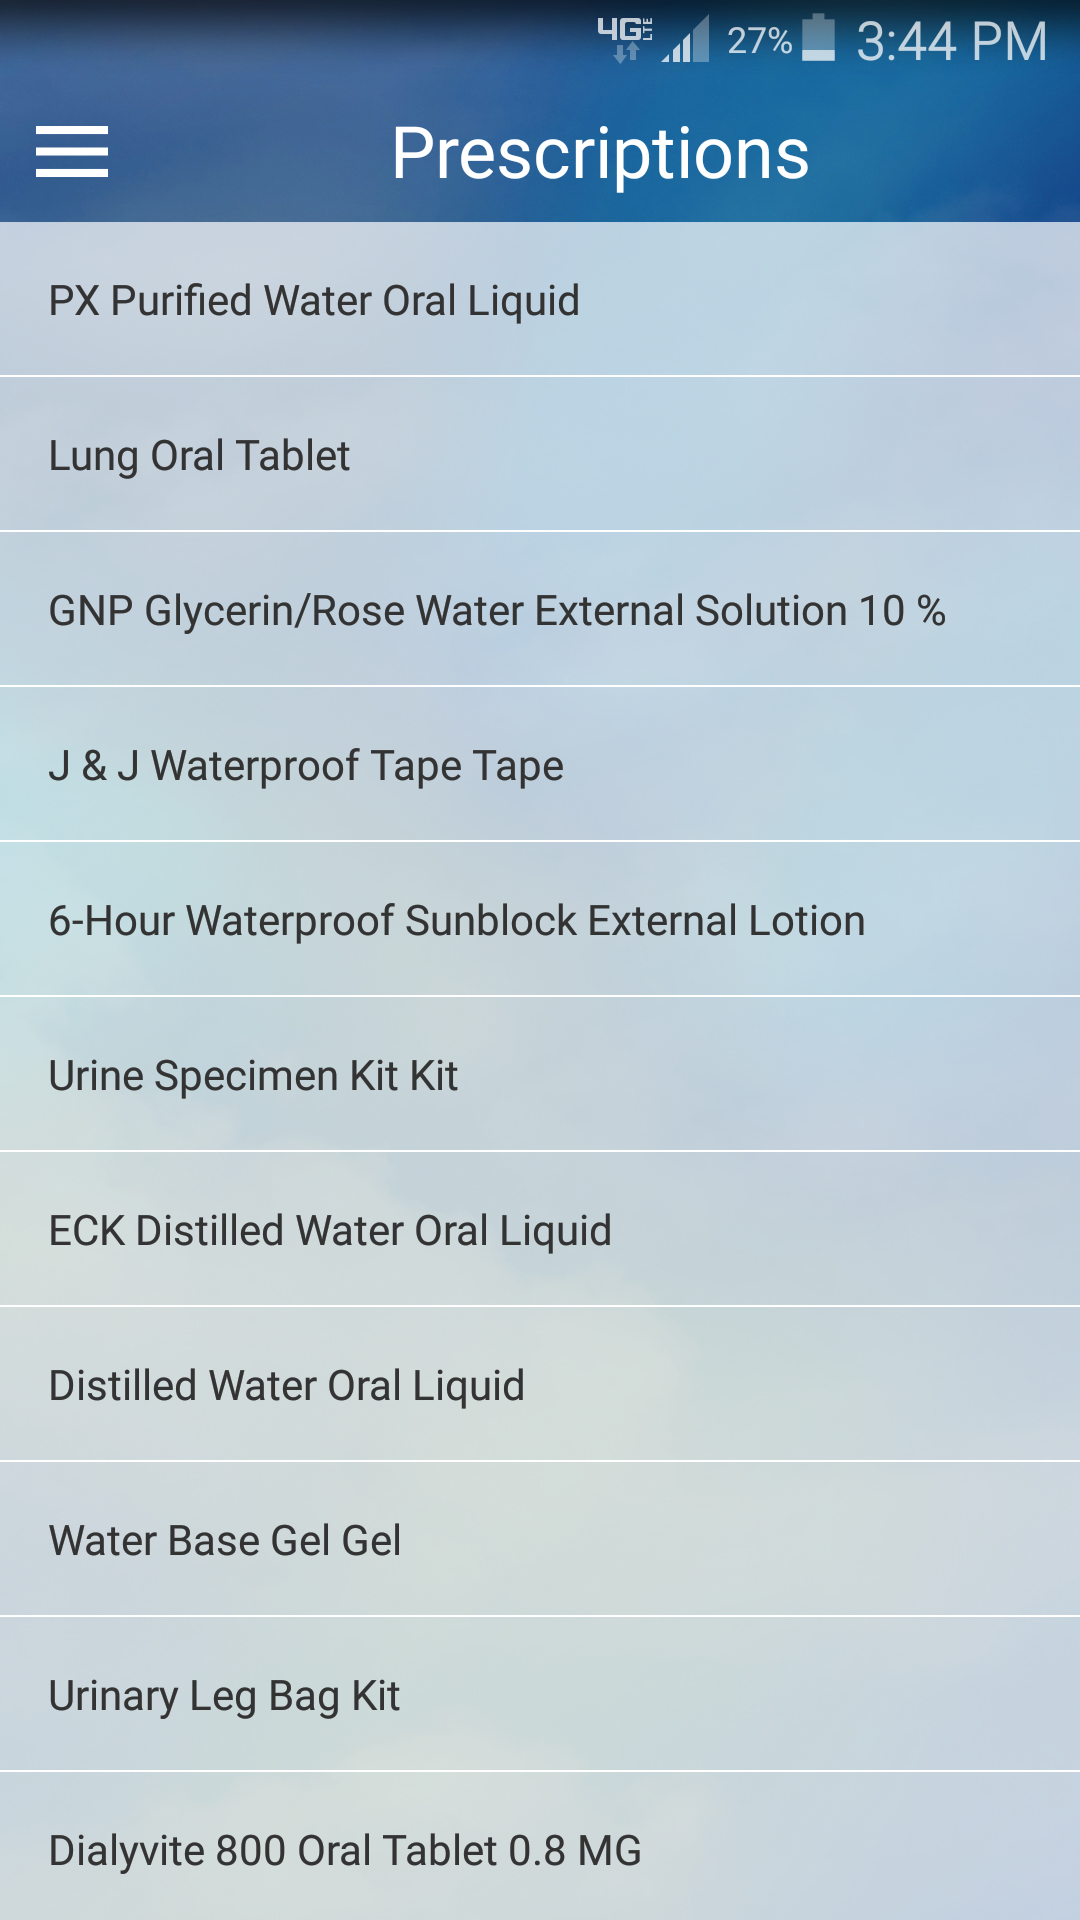 4G LTE 27% 3:44 PM
Prescriptions
PX Purified Water Oral Liquid
Lung Oral Tablet
GNP Glycerin/Rose Water External Solution 10 %
J & J Waterproof Tape Tape
6-Hour Waterproof Sunblock External Lotion
Urine Specimen Kit Kit
ECK Distilled Water Oral Liquid
Distilled Water Oral Liquid
Water Base Gel Gel
Urinary Leg Bag Kit
Dialyvite 800 Oral Tablet 0.8 MG